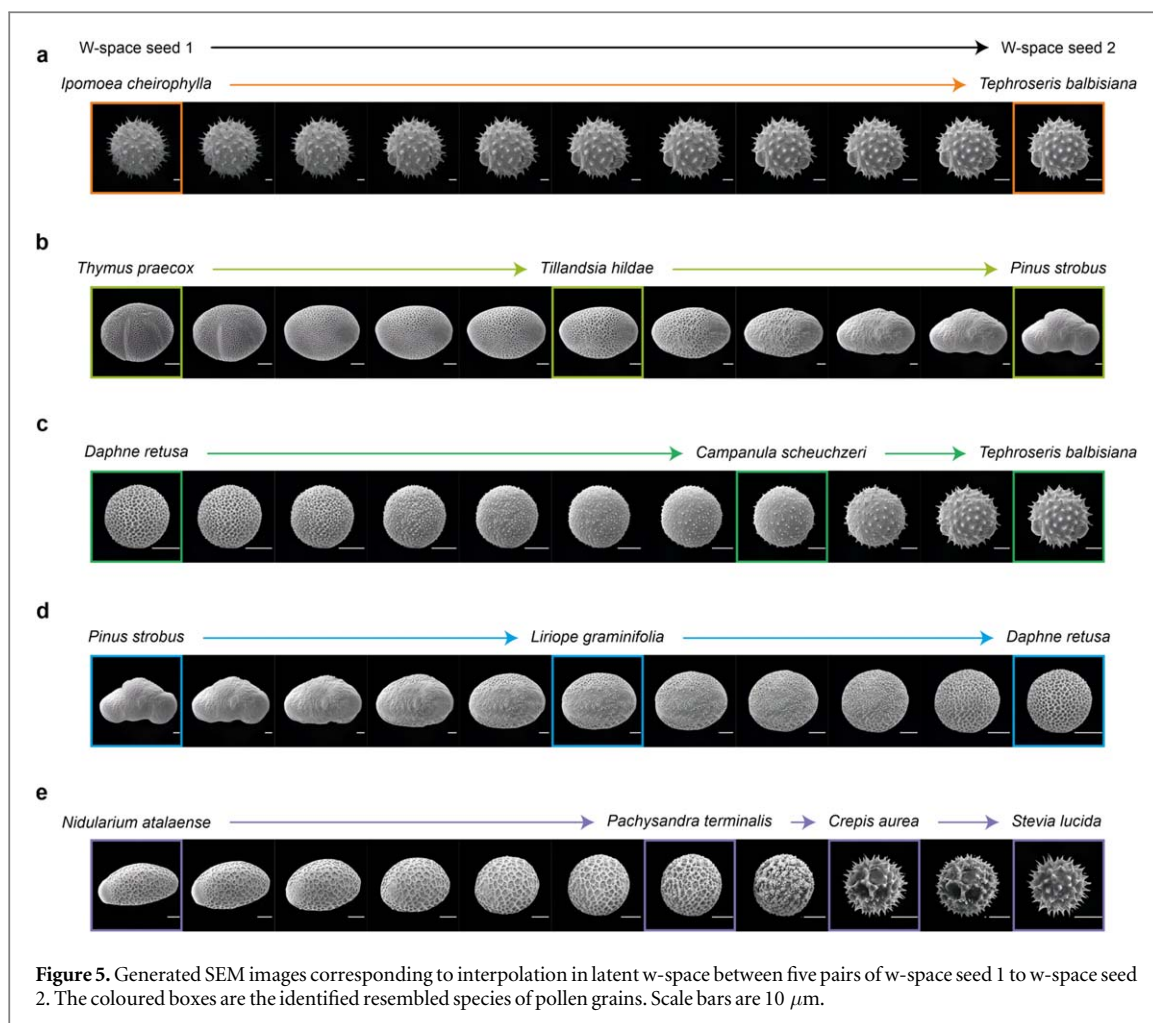 a
W-space seed 1 W-space seed 2
Ipomoea cheirophylla Tephroseris balbisiana
b
Thymus praecox Tillandsia hildae Pinus strobus
c
Daphne retusa Campanula scheuchzeri Tephroseris balbisiana
d
Pinus strobus Liriope graminifolia Daphne retusa
e
Nidularium atalaense Pachysandra terminalis Crepis aurea Stevia lucida
Figure 5. Generated SEM images corresponding to interpolation in latent w-space between five pairs of w-space seed 1 to w-space seed
2. The coloured boxes are the identified resembled species of pollen grains. Scale bars are 10 μm.